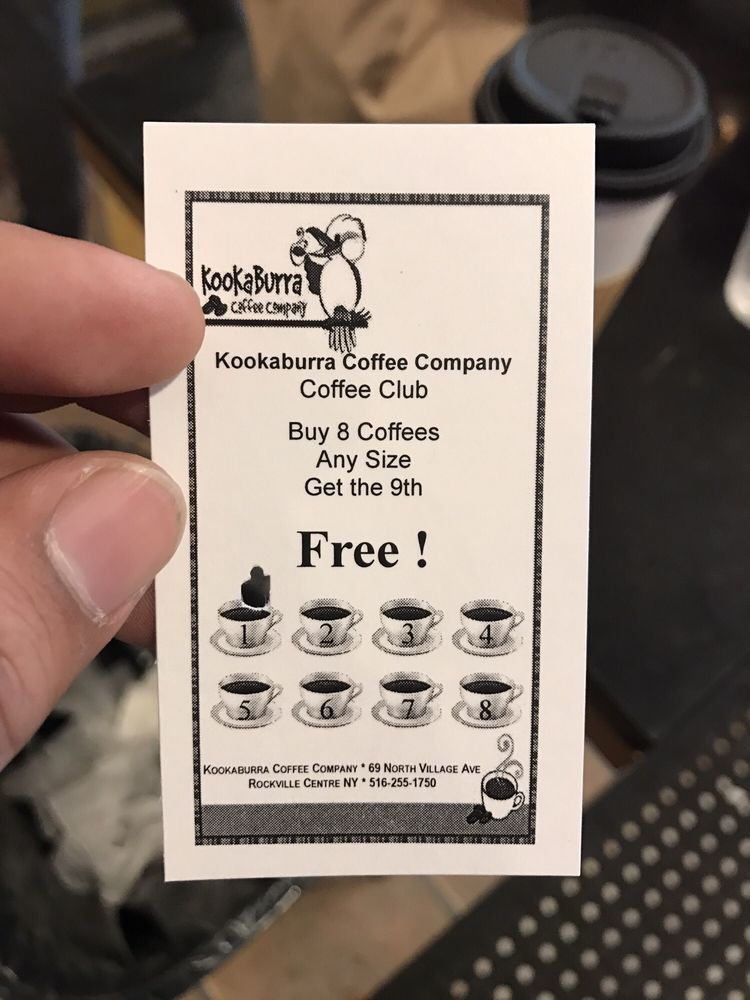 KooKaBurra
Coffee Company
Kookaburra Coffee Company
Coffee Club
Buy 8 Coffees
Any Size
Get the 9th
Free !
1 2 3 4
5 6 7 8
KOOKABURRA COFFEE COMPANY * 69 NORTH VILLAGE AVE
ROCKVILLE CENTRE NY * 516-255-1750